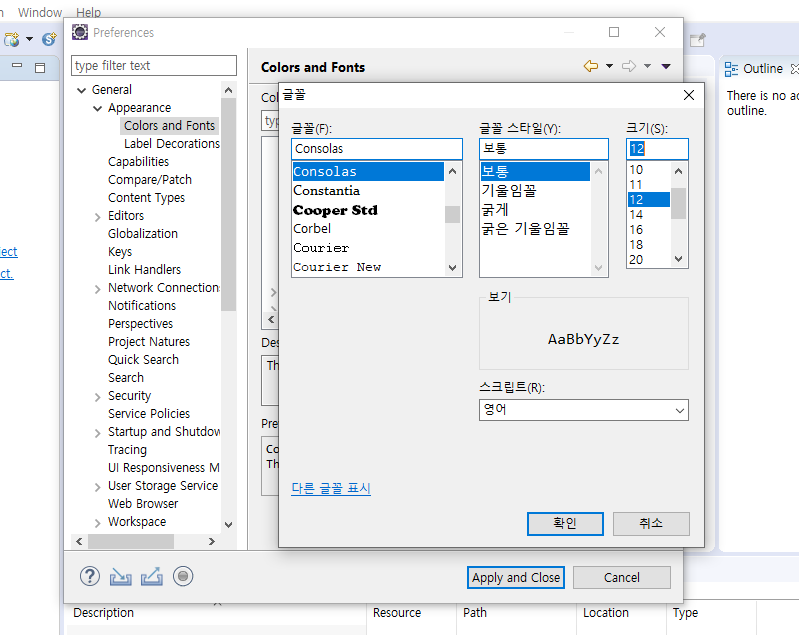 Window Help
Preferences
type filter text
General
Appearance
Colors and Fonts
Label Decorations
Capabilities
Compare/Patch
Content Types
Editors
Globalization
Keys
Link Handlers
Network Connection
Notifications
Perspectives
Project Natures
Quick Search
Search
Security
Service Policies
Startup and Shutdow
Tracing
UI Responsiveness M
User Storage Service
Web Browser
Workspace
Colors and Fonts
Col
typ
Des
Th
Pre
Co
Th
글꼴
글꼴(F):
Consolas
Consolas
Constantia
Cooper Std
Corbel
Courier
Courier New
글꼴 스타일(Y):
보통
보통
기울임꼴
굵게
굵은 기울임꼴
크기(S):
12
10
11
12
14
16
18
20
보기
AaBbYyZz
스크립트(R):
영어
다른 글꼴 표시
확인
취소
Apply and Close
Cancel
Outline
There is no ac
outline.
ject
ct.
Description Resource Path Location Type